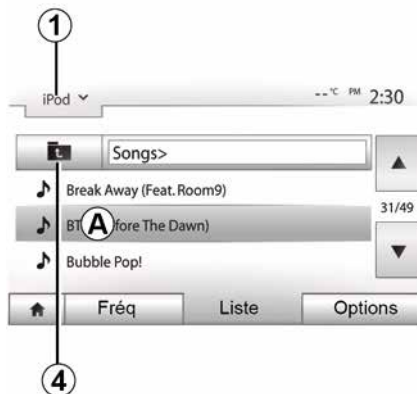 1
iPod --°C PM 2:30
Songs>
Break Away (Feat. Room9)
31/49
A fore The Dawn)
Bubble Pop!
Fréq Liste Options
4